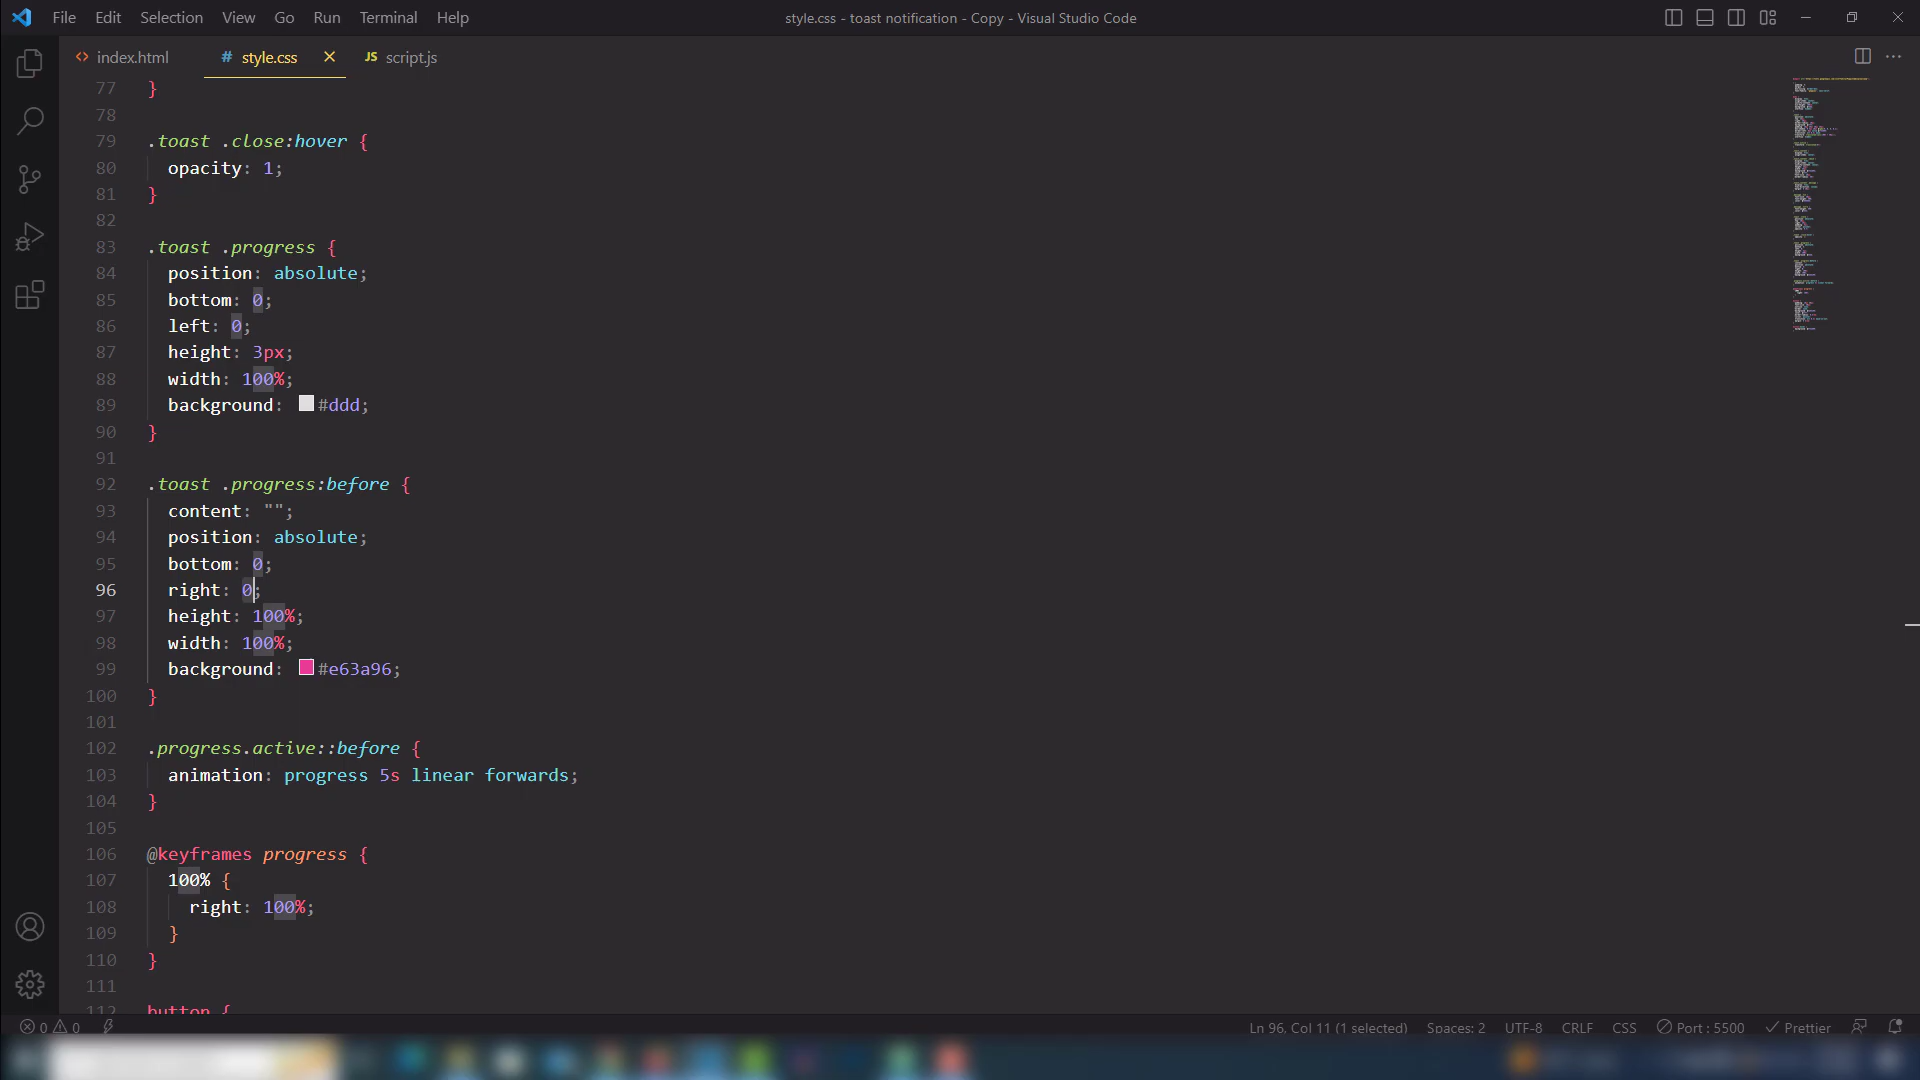 File Edit Selection View Go Run Terminal Help
style.css - toast notification - Copy - Visual Studio Code
<> index.html # style.css JS script.js
77 }
78
79 .toast .close:hover {
80 opacity: 1;
81 }
82
83 .toast .progress {
84 position: absolute;
85 bottom: 0;
86 left: 0;
87 height: 3px;
88 width: 100%;
89 background: #ddd;
90 }
91
92 .toast .progress:before {
93 content: "";
94 position: absolute;
95 bottom: 0;
96 right: 0;
97 height: 100%;
98 width: 100%;
99 background: #e63a96;
100 }
101
102 .progress.active::before {
103 animation: progress 5s linear forwards;
104 }
105
106 @keyframes progress {
107 100% {
108 right: 100%;
109 }
110 }
111
112 button {
0 0 Ln 96, Col 11 (1 selected) Spaces: 2 UTF-8 CRLF CSS Port : 5500 Prettier